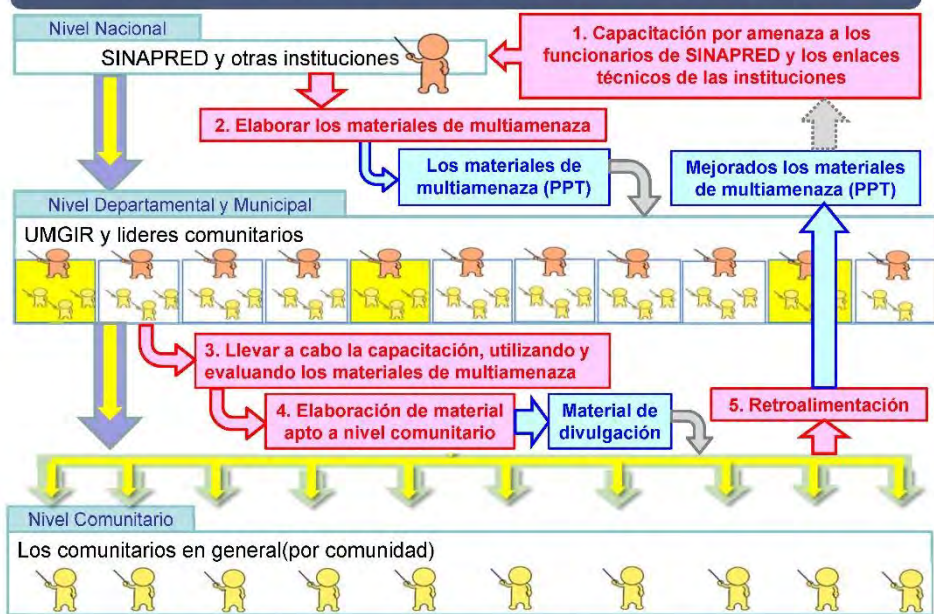 Nivel Nacional
SINAPRED y otras instituciones
1. Capacitación por amenaza a los
funcionarios de SINAPRED y los enlaces
técnicos de las instituciones
2. Elaborar los materiales de multiamenaza
Los materiales de
multiamenaza (PPT)
Mejorados los materiales
de multiamenaza (PPT)
Nivel Departamental y Municipal
UMGIR y lideres comunitarios
3. Llevar a cabo la capacitación, utilizando y
evaluando los materiales de multiamenaza
4. Elaboración de material
apto a nivel comunitario
Material de
divulgación
5. Retroalimentación
Nivel Comunitario
Los comunitarios en general(por comunidad)